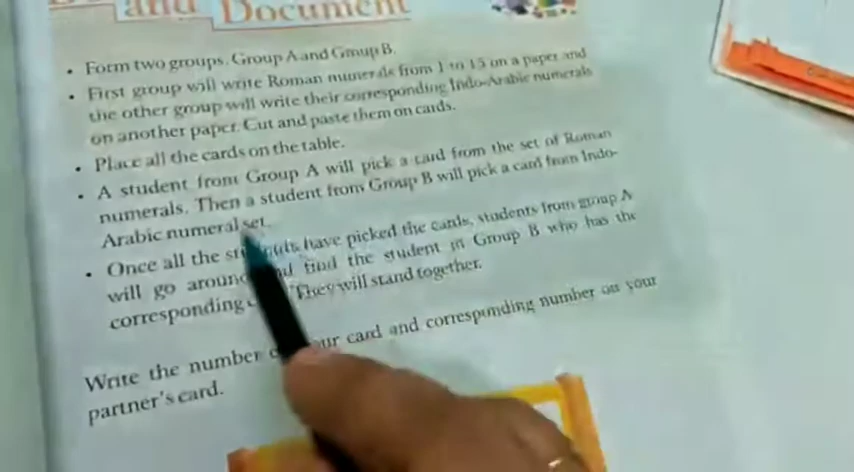 and Document
• Form two groups, Group A and Group B.
• First group will write Roman numerals from 1 to 15 on a paper and
the other group will write their corresponding Indo-Arabic numerals
on another paper. Cut and paste them on cards.
• Place all the cards on the table.
• A student from Group A will pick a card from the set of Roman
numerals. Then a student from Group B will pick a card from Indo-
Arabic numeral set.
• Once all the students have picked the cards, students from group A
will go around and find the student in Group B who has the
corresponding They will stand together.
Write the number your card and corresponding number on your
partner's card.